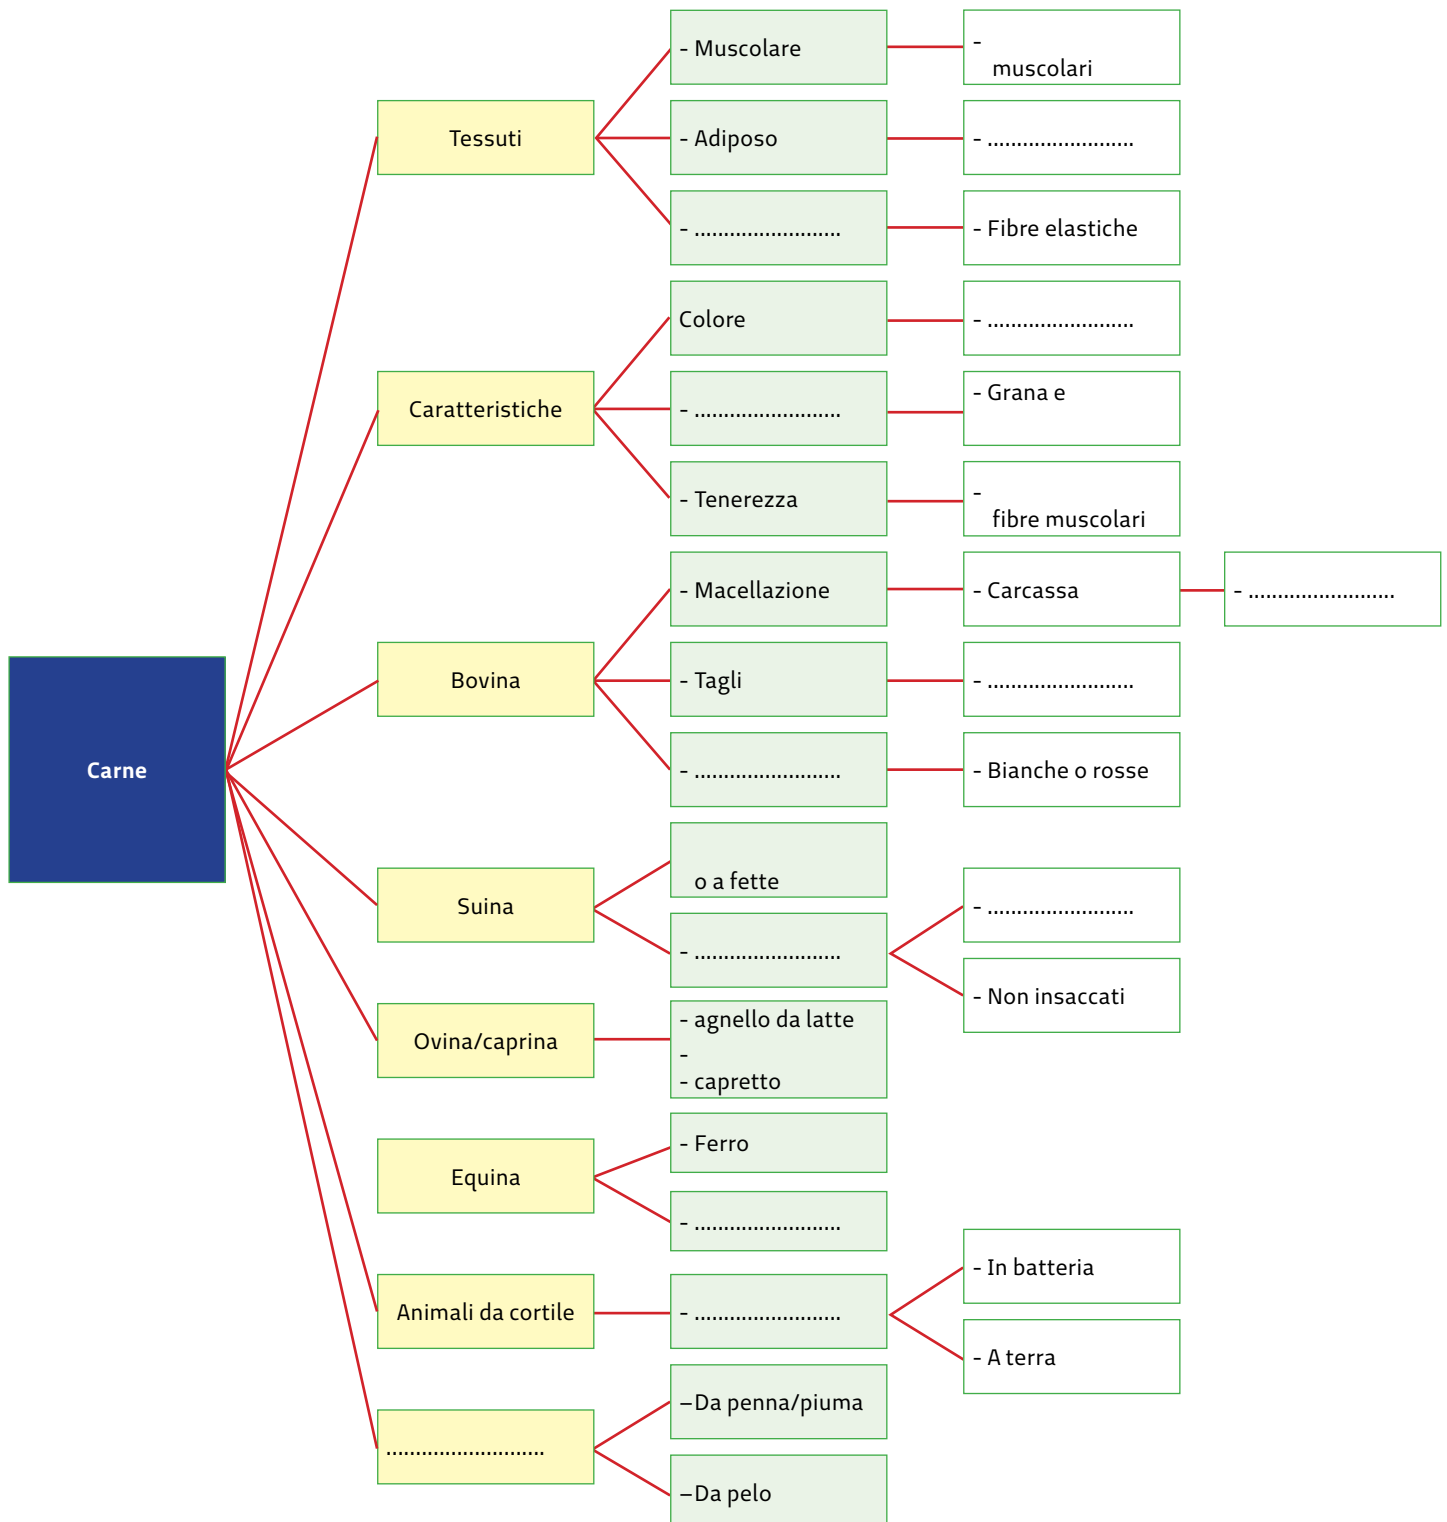 - Muscolare
-
muscolari
Tessuti
- Adiposo
- .........................
- .........................
- Fibre elastiche
Colore
- .........................
Caratteristiche
- .........................
- Grana e
- Tenerezza
-
fibre muscolari
- Macellazione
- Carcassa
- .........................
Bovina
- Tagli
- .........................
- .........................
- Bianche o rosse
Carne
o a fette
Suina
- .........................
- .........................
- Non insaccati
Ovina/caprina
- agnello da latte
-
- capretto
- Ferro
Equina
- .........................
Animali da cortile
- .........................
- In batteria
- A terra
...........................
–Da penna/piuma
–Da pelo